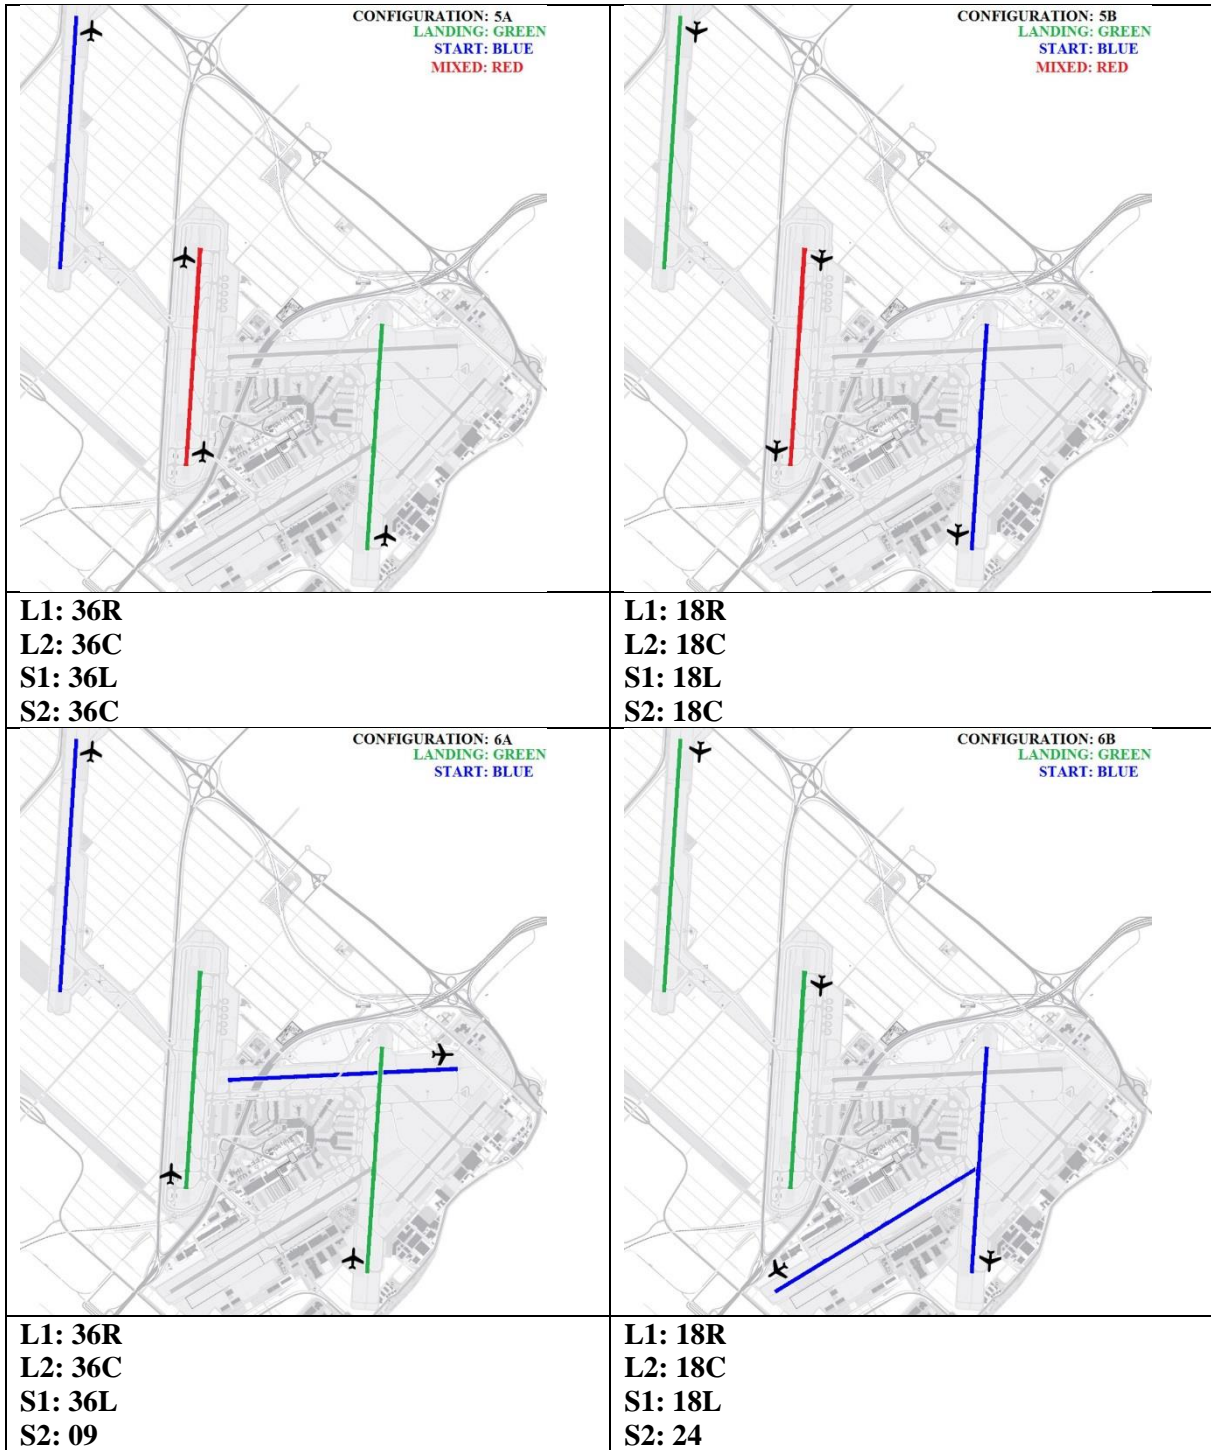 CONFIGURATION: 5A
LANDING: GREEN
START: BLUE
MIXED: RED
L1: 36R
L2: 36C
S1: 36L
S2: 36C
CONFIGURATION: 5B
LANDING: GREEN
START: BLUE
MIXED: RED
L1: 18R
L2: 18C
S1: 18L
S2: 18C
CONFIGURATION: 6A
LANDING: GREEN
START: BLUE
L1: 36R
L2: 36C
S1: 36L
S2: 09
CONFIGURATION: 6B
LANDING: GREEN
START: BLUE
L1: 18R
L2: 18C
S1: 18L
S2: 24